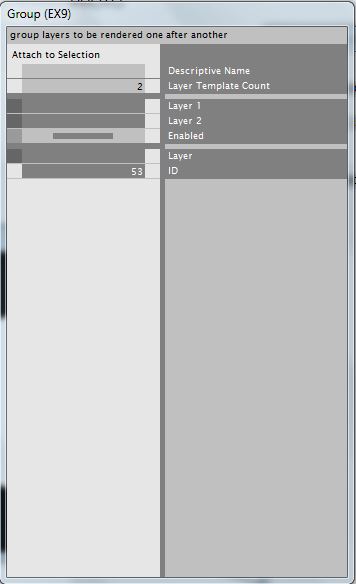 Group (EX9)
group layers to be rendered one after another
Attach to Selection
Descriptive Name
2 Layer Template Count
Layer 1
Layer 2
Enabled
Layer
53 ID